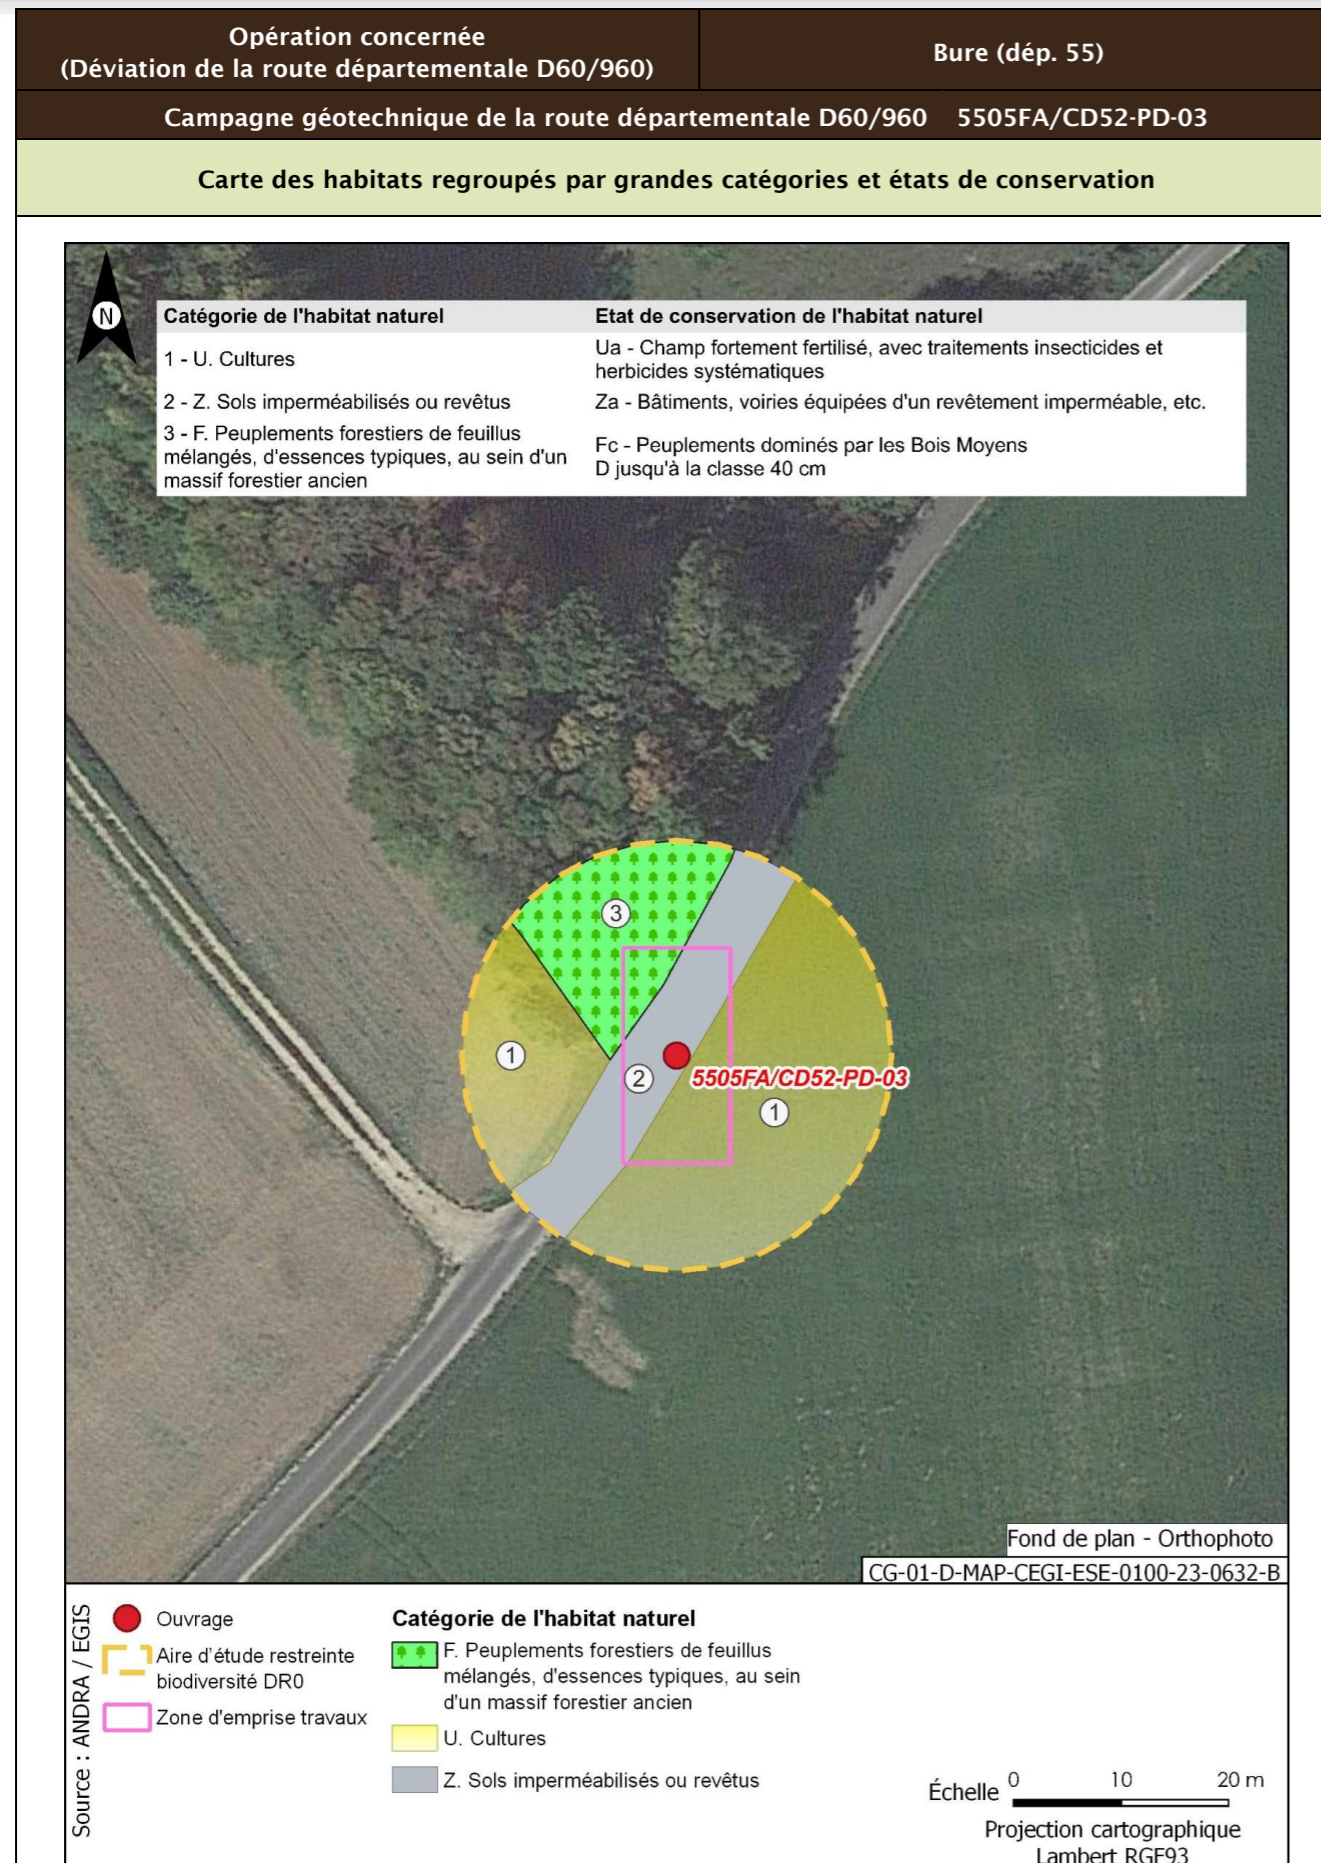 Opération concernée
(Déviation de la route départementale D60/960)
Bure (dép. 55)
Campagne géotechnique de la route départementale D60/960 5505FA/CD52-PD-03
Carte des habitats regroupés par grandes catégories et états de conservation
N
Catégorie de l'habitat naturel
Etat de conservation de l'habitat naturel
1 - U. Cultures
Ua - Champ fortement fertilisé, avec traitements insecticides et
herbicides systématiques
2 - Z. Sols imperméabilisés ou revêtus
Za - Bâtiments, voiries équipées d'un revêtement imperméable, etc.
3 - F. Peuplements forestiers de feuillus
mélangés, d'essences typiques, au sein d'un
massif forestier ancien
Fc - Peuplements dominés par les Bois Moyens
D jusqu'à la classe 40 cm
3
1
2
5505FA/CD52-PD-03
1
Fond de plan - Orthophoto
CG-01-D-MAP-CEGI-ESE-0100-23-0632-B
Source : ANDRA / EGIS
Ouvrage
Aire d'étude restreinte
biodiversité DR0
Zone d'emprise travaux
Catégorie de l'habitat naturel
F. Peuplements forestiers de feuillus
mélangés, d'essences typiques, au sein
d'un massif forestier ancien
U. Cultures
Z. Sols imperméabilisés ou revêtus
Échelle 0 10 20 m
Projection cartographique
Lambert RGF93